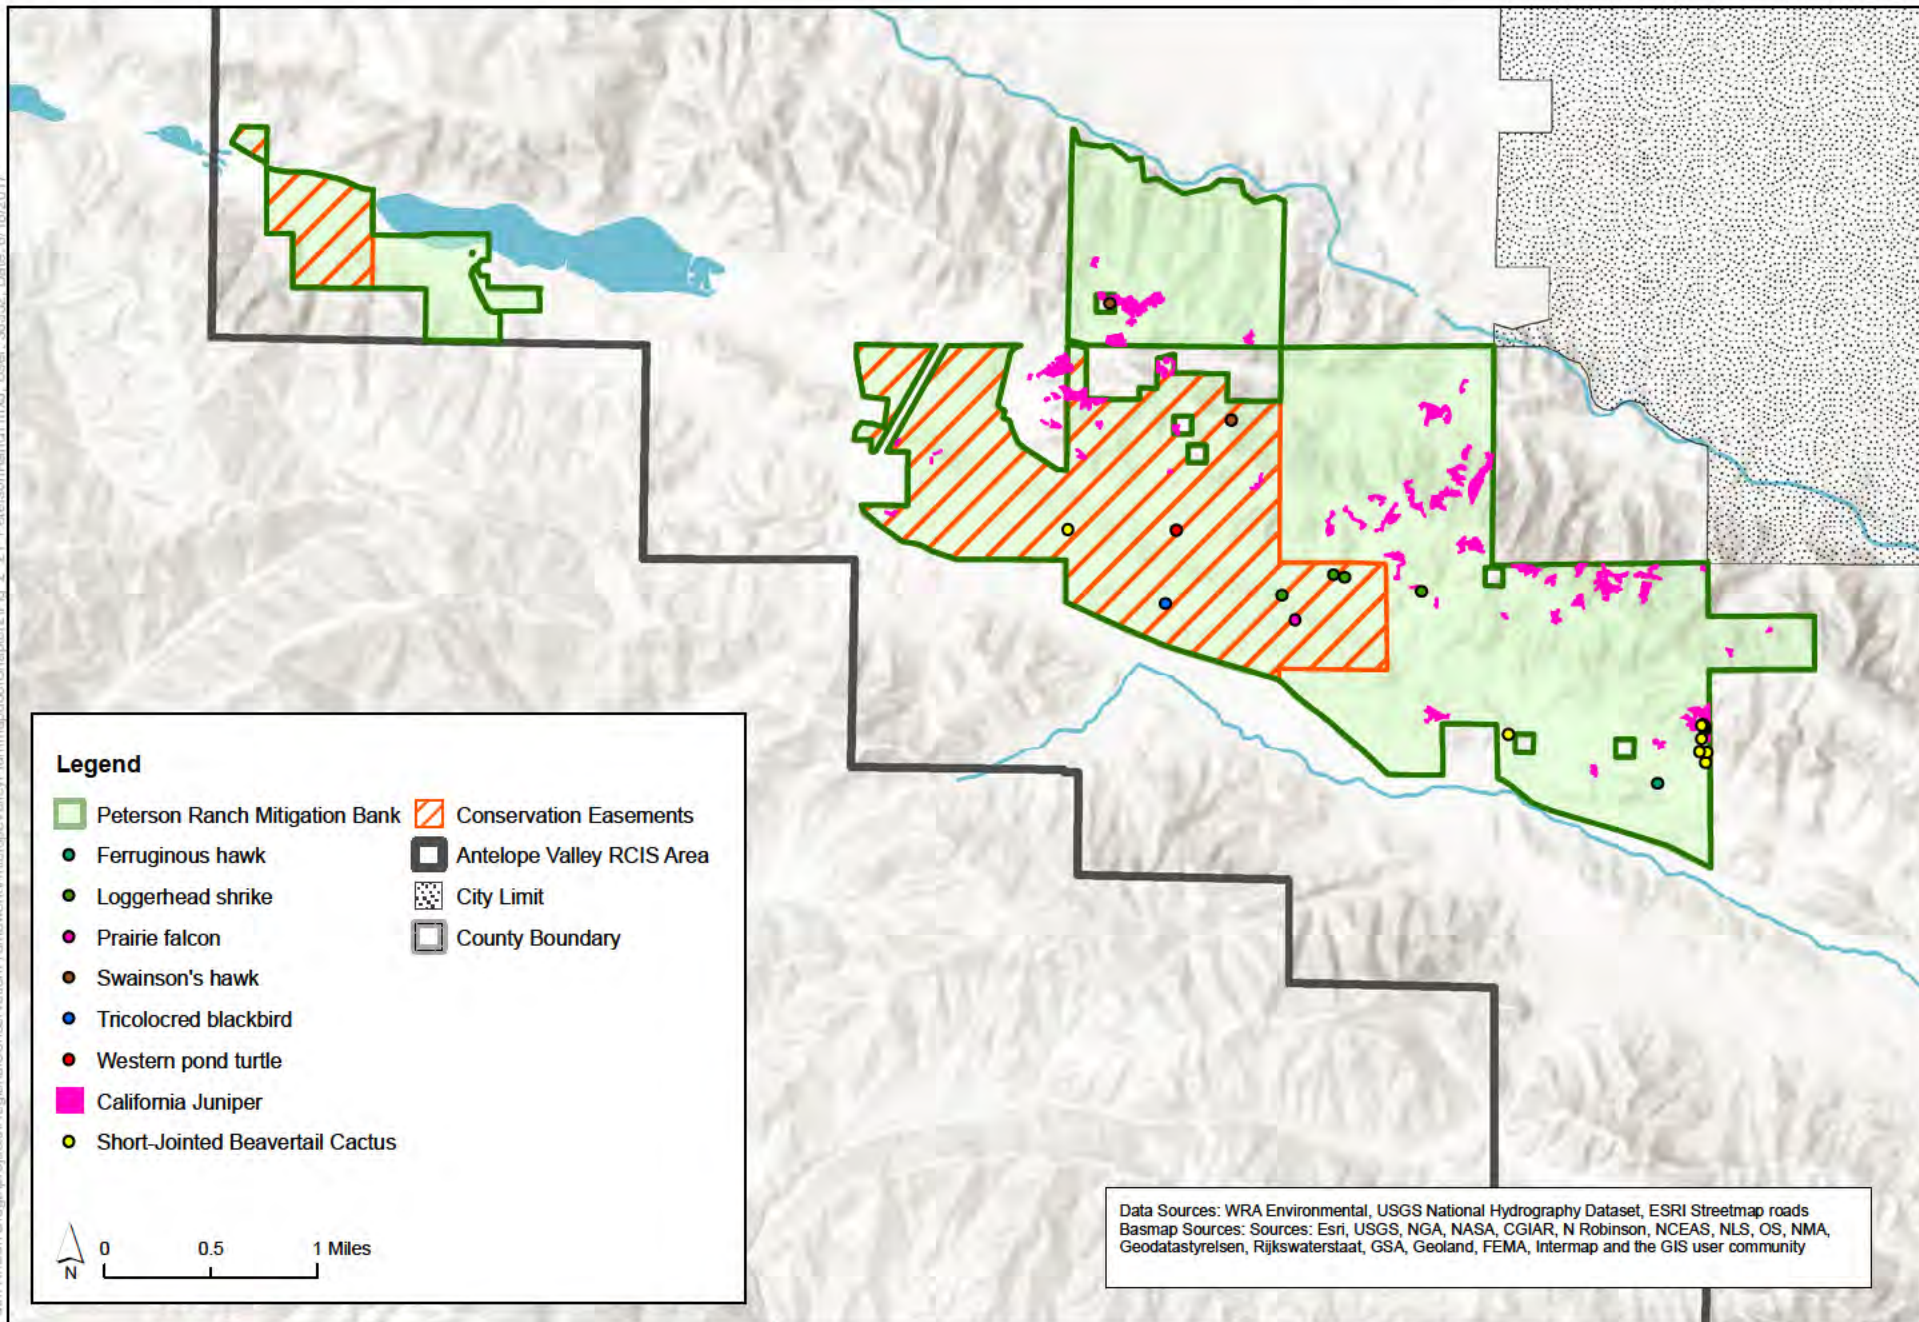 Legend
Peterson Ranch Mitigation Bank
Ferruginous hawk
Loggerhead shrike
Prairie falcon
Swainson's hawk
Tricolocred blackbird
Western pond turtle
California Juniper
Short-Jointed Beavertail Cactus
Conservation Easements
Antelope Valley RCIS Area
City Limit
County Boundary
N
0 0.5 1 Miles
Data Sources: WRA Environmental, USGS National Hydrography Dataset, ESRI Streetmap roads
Basmap Sources: Sources: Esri, USGS, NGA, NASA, CGIAR, N Robinson, NCEAS, NLS, OS, NMA,
Geodatastyrelsen, Rijkswaterstaat, GSA, Geoland, FEMA, Intermap and the GIS user community